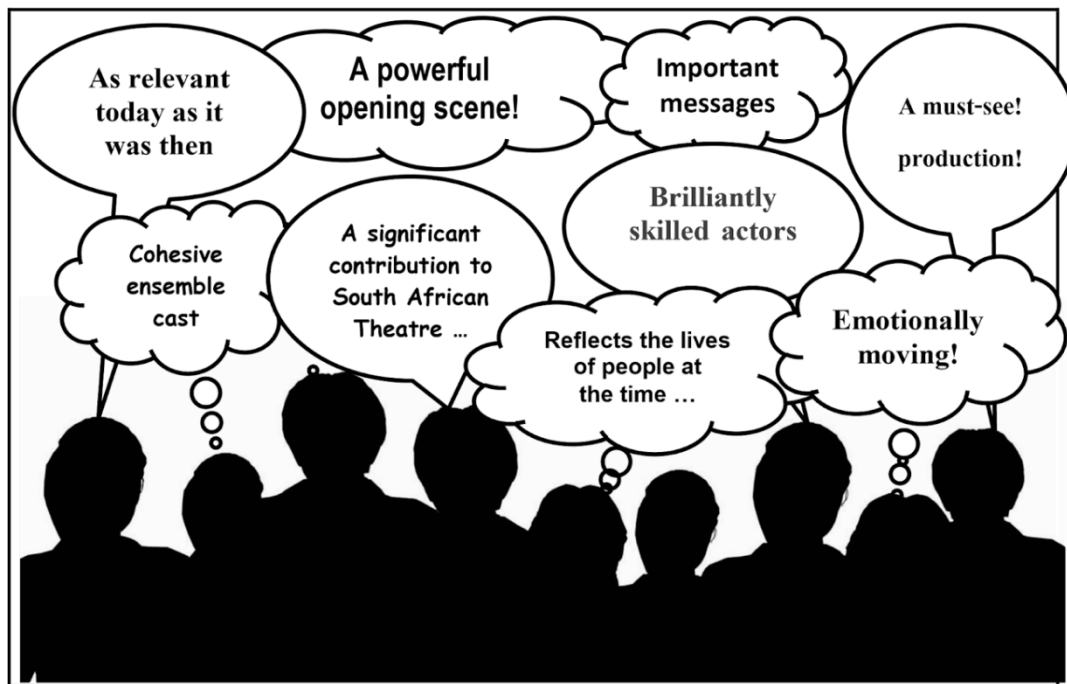 As relevant
today as it
was then
A powerful
opening scene!
Important
messages
A must-see!
production!
Cohesive
ensemble
cast
A significant
contribution to
South African
Theatre ...
Brilliantly
skilled actors
Reflects the lives
of people at
the time ...
Emotionally
moving!